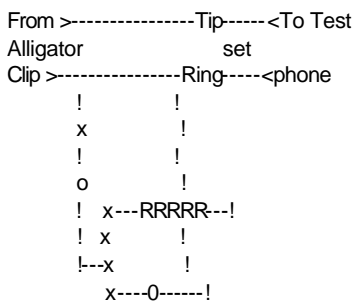 From >----------------Tip------<To Test
Alligator set
Clip >----------------Ring-----<phone
! !
x !
! !
o !
! x---RRRRR---!
! x !
!---x !
x----0------!